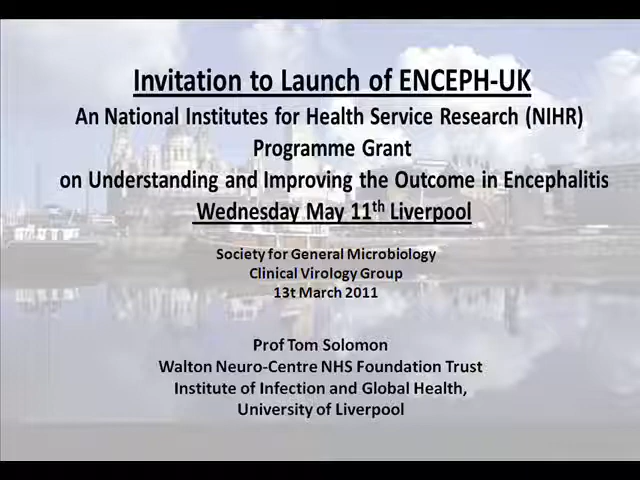 Invitation to Launch of ENCEPH-UK
An National Institutes for Health Service Research (NIHR)
Programme Grant
on Understanding and Improving the Outcome in Encephalitis
Wednesday May 11th Liverpool
Society for General Microbiology
Clinical Virology Group
13t March 2011
Prof Tom Solomon
Walton Neuro-Centre NHS Foundation Trust
Institute of Infection and Global Health,
University of Liverpool